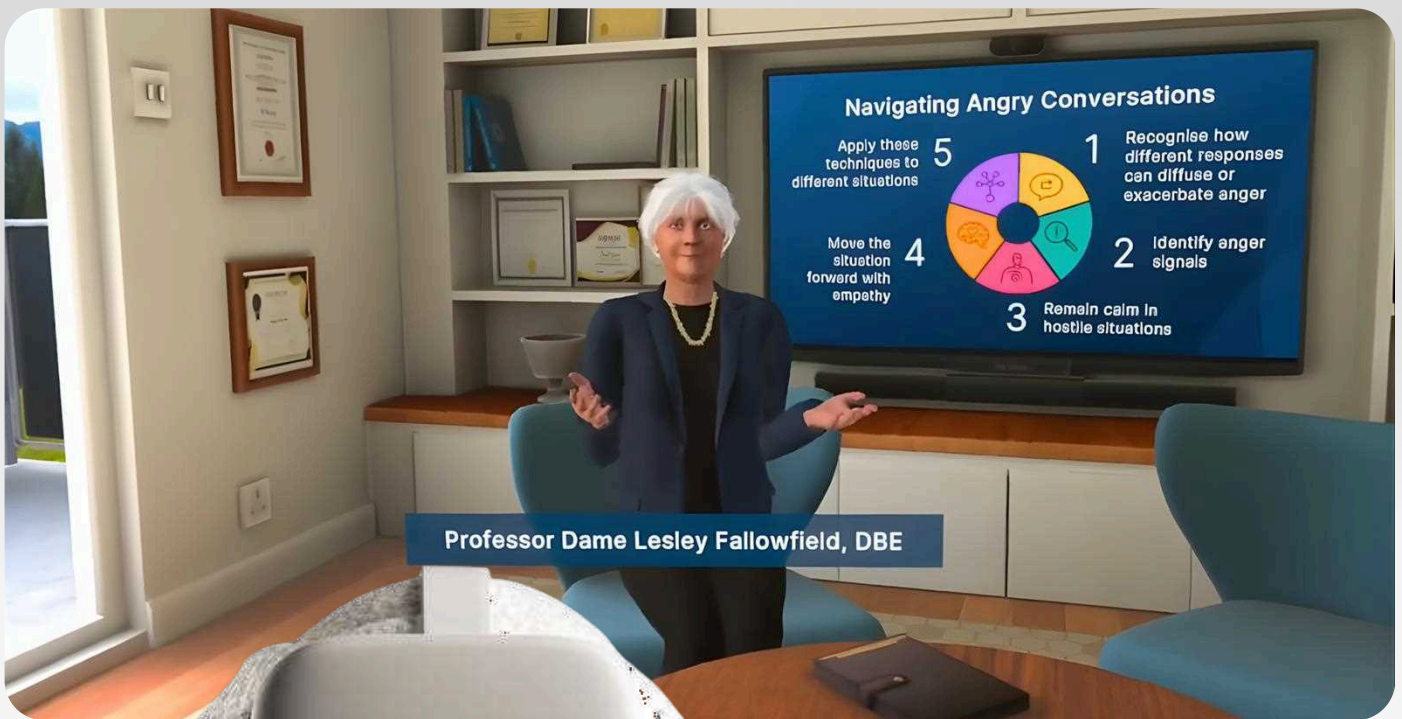 Navigating Angry Conversations
1
Recognise how
different responses
can diffuse or
exacerbate anger
2
Identify anger
signals
3
Remain calm in
hostile situations
4
Move the
situation
forward with
empathy
5
Apply these
techniques to
different situations
Professor Dame Lesley Fallowfield, DBE